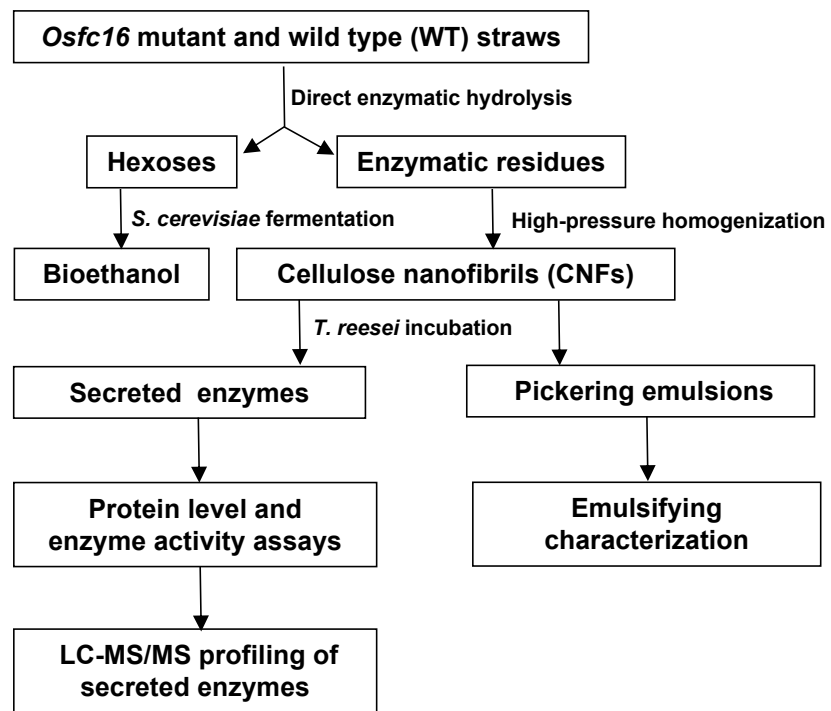 Osfc16 mutant and wild type (WT) straws
Direct enzymatic hydrolysis
Hexoses
Enzymatic residues
S. cerevisiae fermentation
High-pressure homogenization
Bioethanol
Cellulose nanofibrils (CNFs)
T. reesei incubation
Secreted enzymes
Pickering emulsions
Protein level and
enzyme activity assays
Emulsifying
characterization
LC-MS/MS profiling of
secreted enzymes